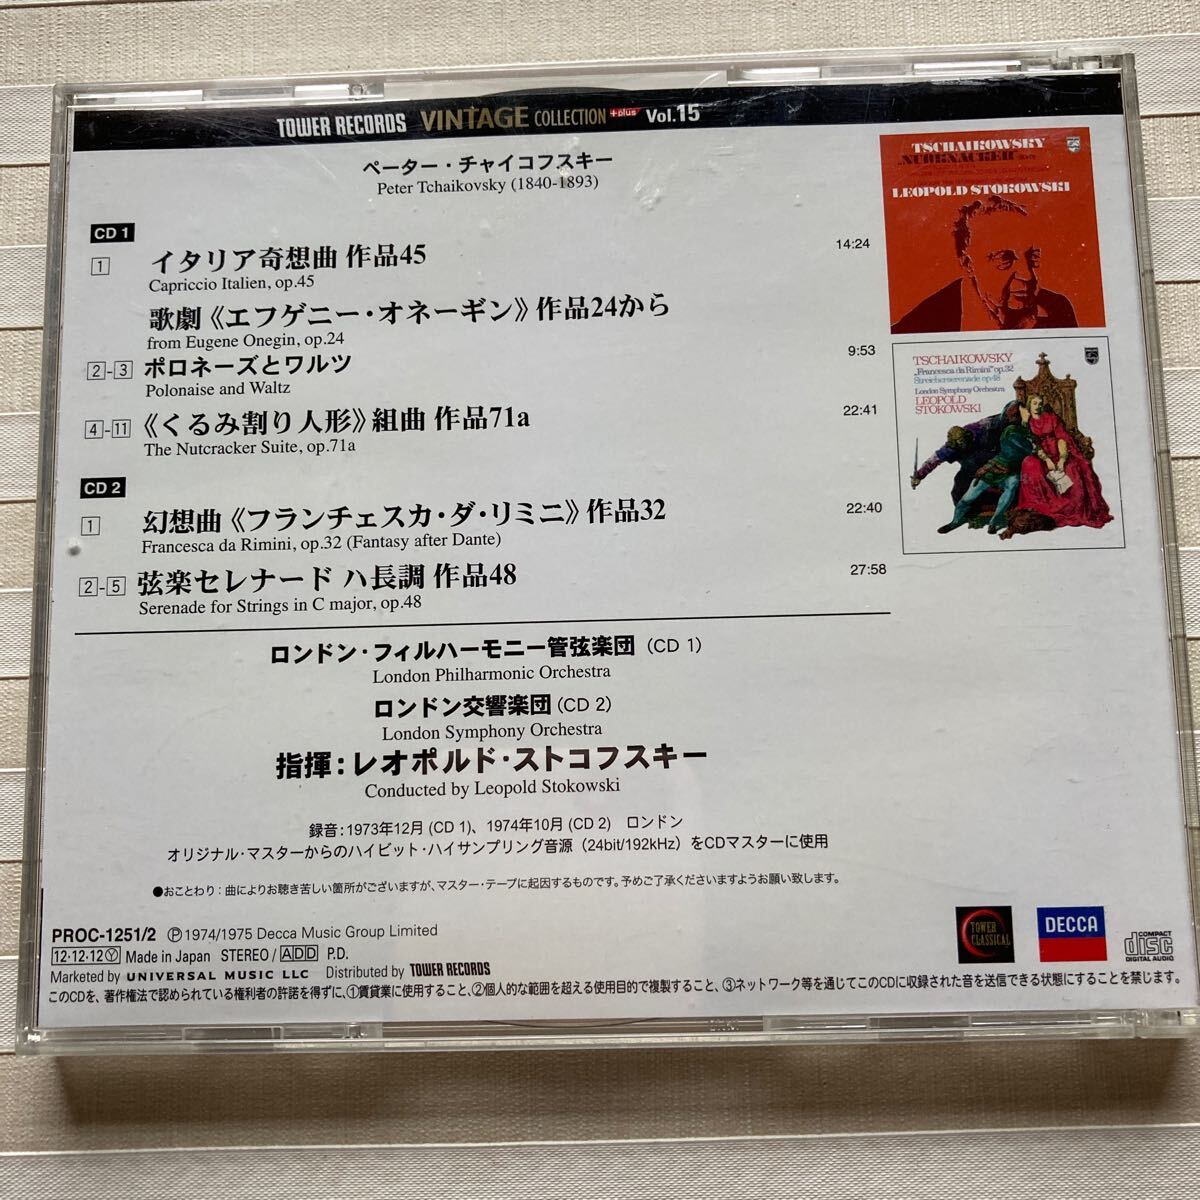 TOWER RECORDS VINTAGE COLLECTION +plus Vol.15
ペーター・チャイコフスキー
Peter Tchaikovsky (1840-1893)
CD 1
1 イタリア奇想曲 作品45 14:24
Capriccio Italien, op.45
歌劇《エフゲニー・オネーギン》作品24から
from Eugene Onegin, op.24
2-3 ポロネーズとワルツ 9:53
Polonaise and Waltz
4-11 《くるみ割り人形》組曲 作品71a 22:41
The Nutcracker Suite, op.71a
CD 2
1 幻想曲《フランチェスカ・ダ・リミニ》作品32 22:40
Francesca da Rimini, op.32 (Fantasy after Dante)
2-5 弦楽セレナード ハ長調 作品48 27:58
Serenade for Strings in C major, op.48
TSCHAIKOWSKY
„NUßKNACKER“
LEOPOLD STOKOWSKI
TSCHAIKOWSKY
„Francesca da Rimini“ op.32
Streicherserenade op.48
London Symphony Orchestra
LEOPOLD
STOKOWSKI
ロンドン・フィルハーモニー管弦楽団 (CD 1)
London Philharmonic Orchestra
ロンドン交響楽団 (CD 2)
London Symphony Orchestra
指揮：レオポルド・ストコフスキー
Conducted by Leopold Stokowski
録音：1973年12月 (CD 1)、1974年10月 (CD 2) ロンドン
オリジナル・マスターからのハイビット・ハイサンプリング音源（24bit/192kHz）をCDマスターに使用
●おことわり：曲によりお聴き苦しい箇所がございますが、マスター・テープに起因するものです。予めご了承くださいますようお願い致します。
PROC-1251/2 Ⓟ1974/1975 Decca Music Group Limited
12・12・12Ⓨ Made in Japan STEREO / ADD P.D.
Marketed by UNIVERSAL MUSIC LLC Distributed by TOWER RECORDS
TOWER CLASSICAL
DECCA
COMPACT disc DIGITAL AUDIO
このCDを、著作権法で認められている権利者の許諾を得ずに、①賃貸業に使用すること、②個人的な範囲を超える使用目的で複製すること、③ネットワーク等を通じてこのCDに収録された音を送信できる状態にすることを禁じます。